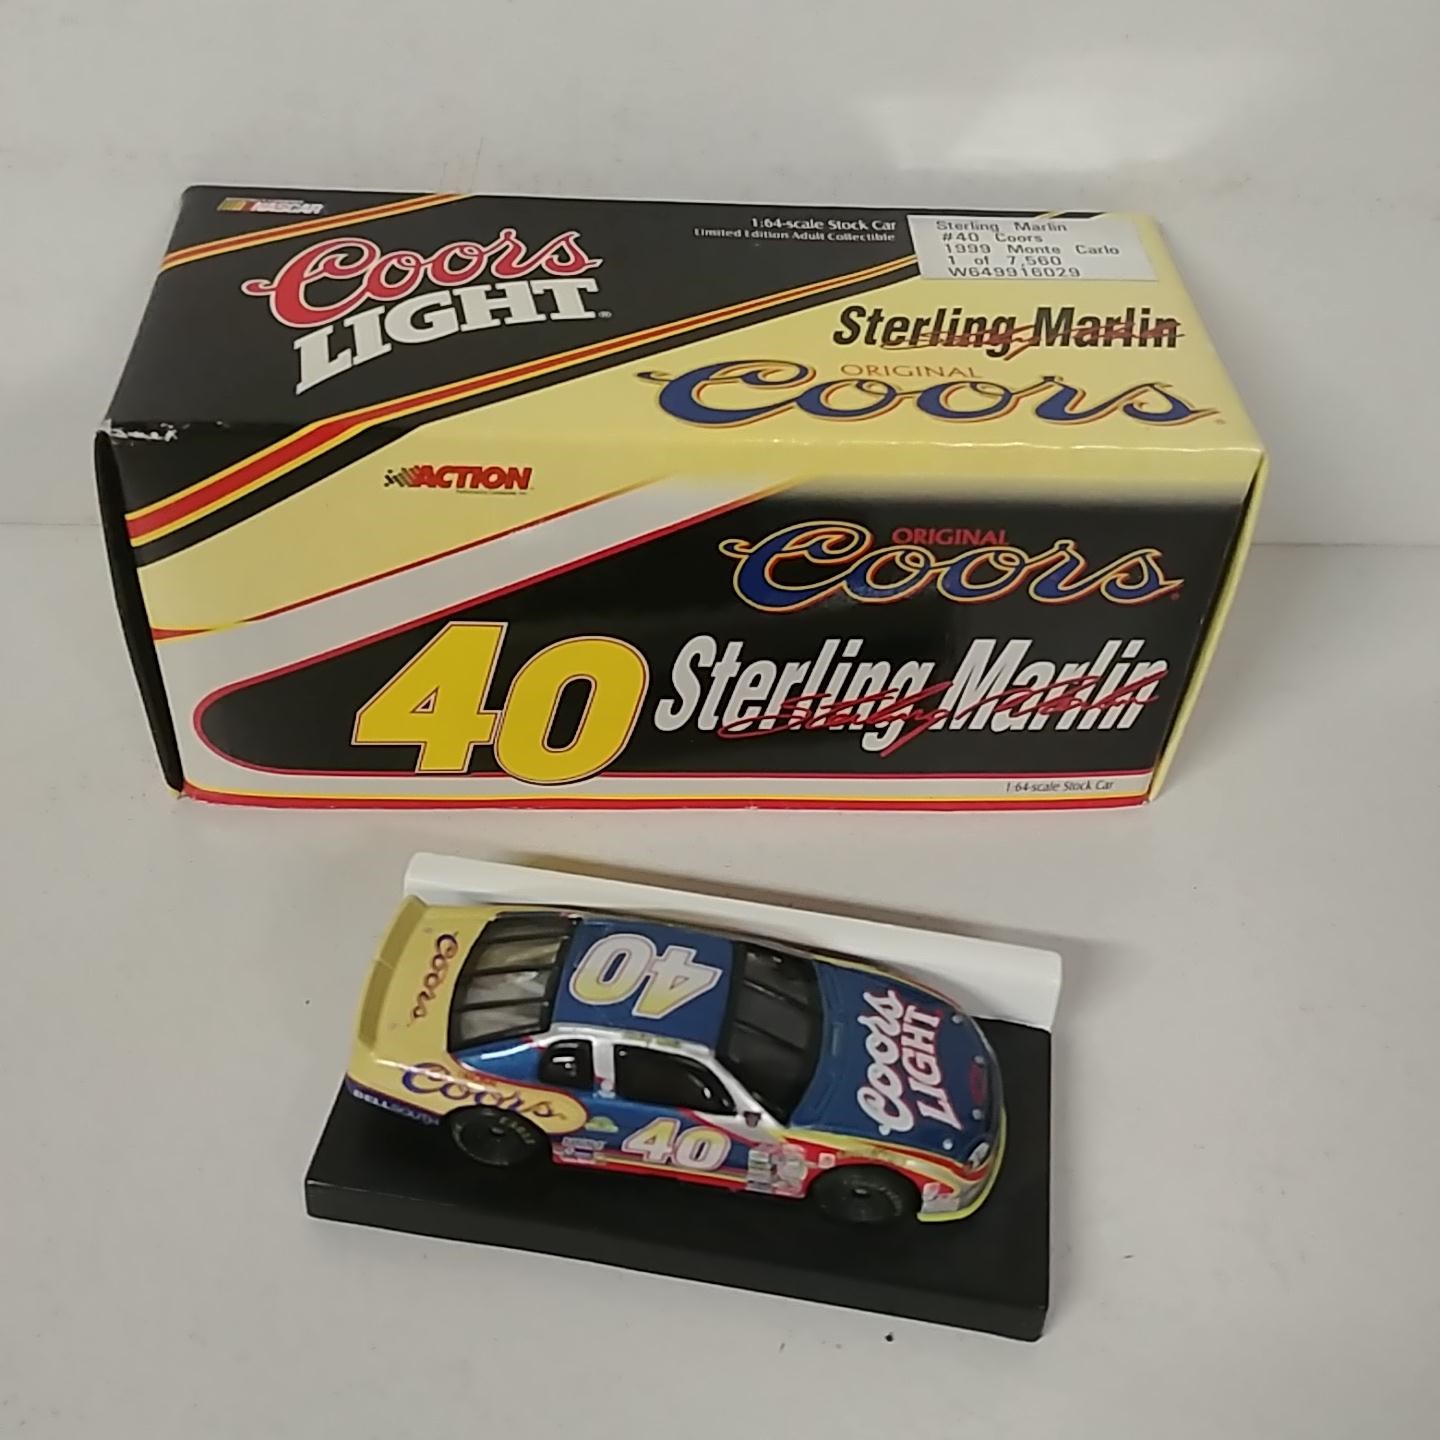 NASCAR
Coors
LIGHT
1:64-scale Stock Car
Limited Edition Adult Collectible
Sterling Marlin
#40 Coors
1999 Monte Carlo
1 of 7,560
W649916029
Sterling Marlin
ORIGINAL
Coors
ACTION
ORIGINAL
Coors
40
Sterling Marlin
Sterling Marlin
1:64-scale Stock Car
Coors
40
Coors
LIGHT
Coors
BELLSOUTH
40